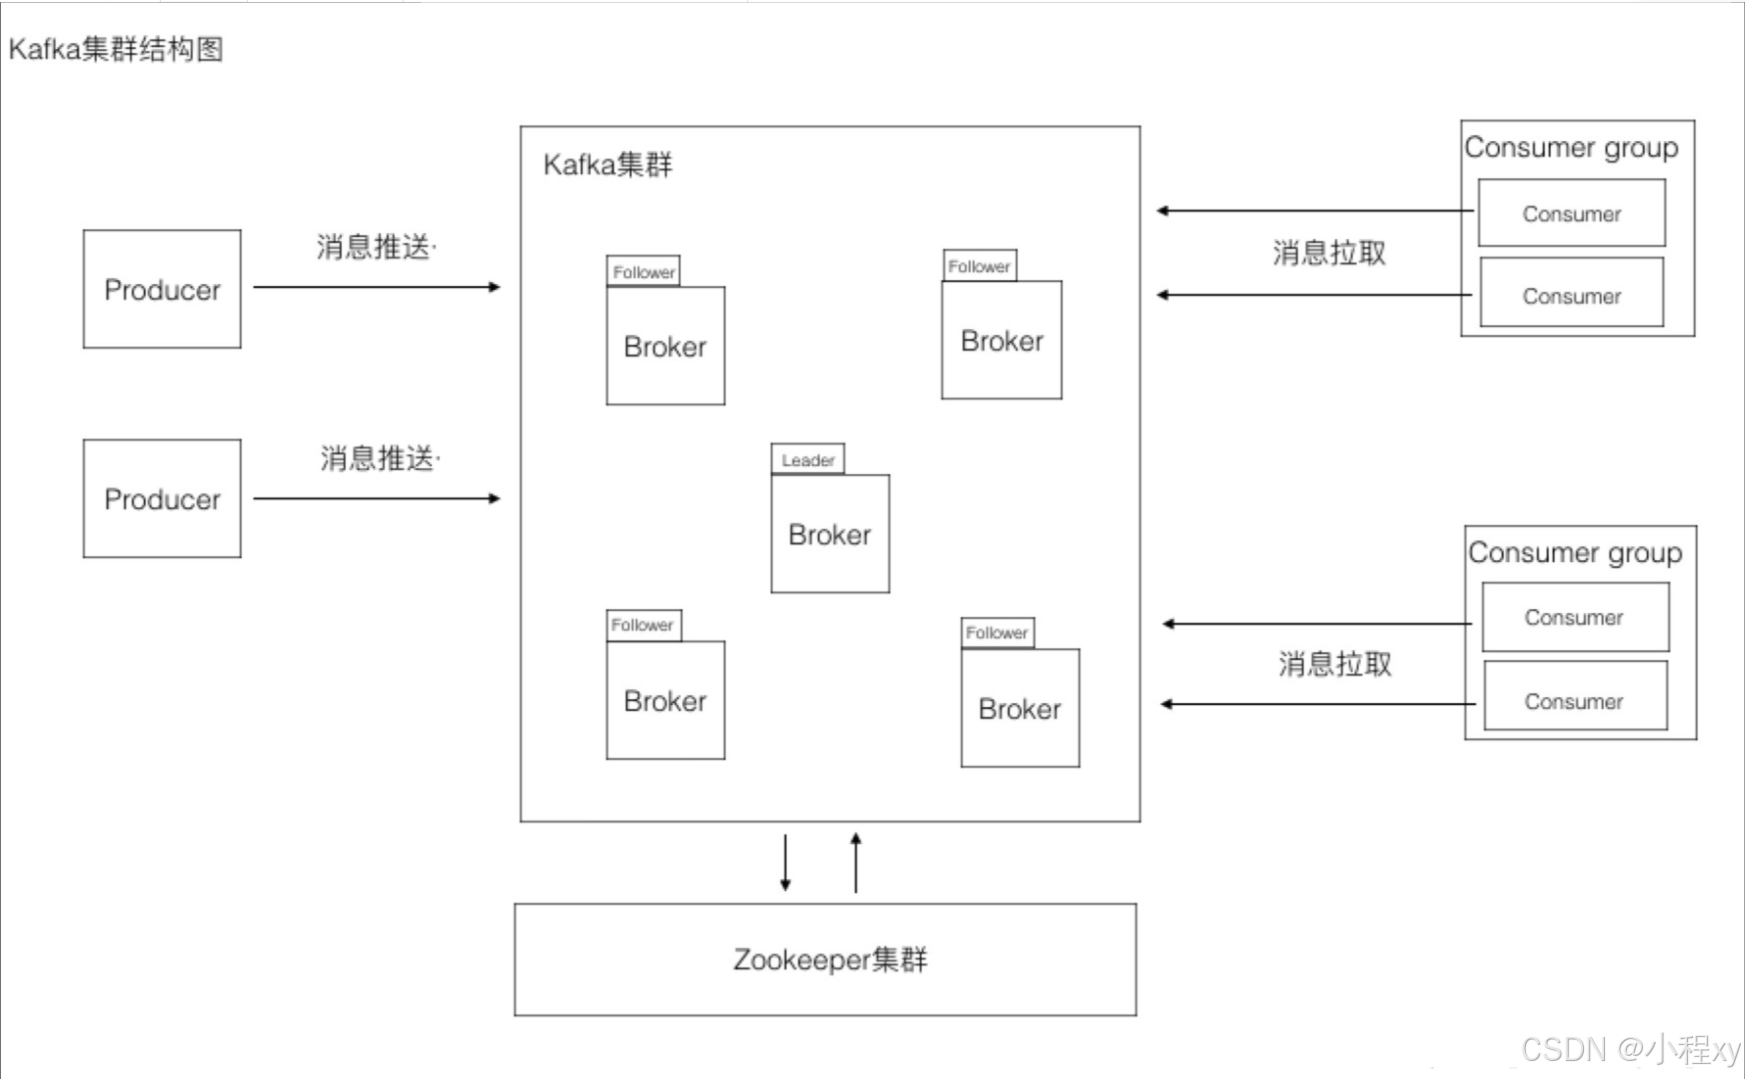 Kafka集群结构图
Kafka集群
Producer
消息推送·
Producer
消息推送·
Follower
Broker
Follower
Broker
Leader
Broker
Follower
Broker
Follower
Broker
Consumer group
Consumer
消息拉取
Consumer
Consumer group
Consumer
消息拉取
Consumer
Zookeeper集群
CSDN @小程xy